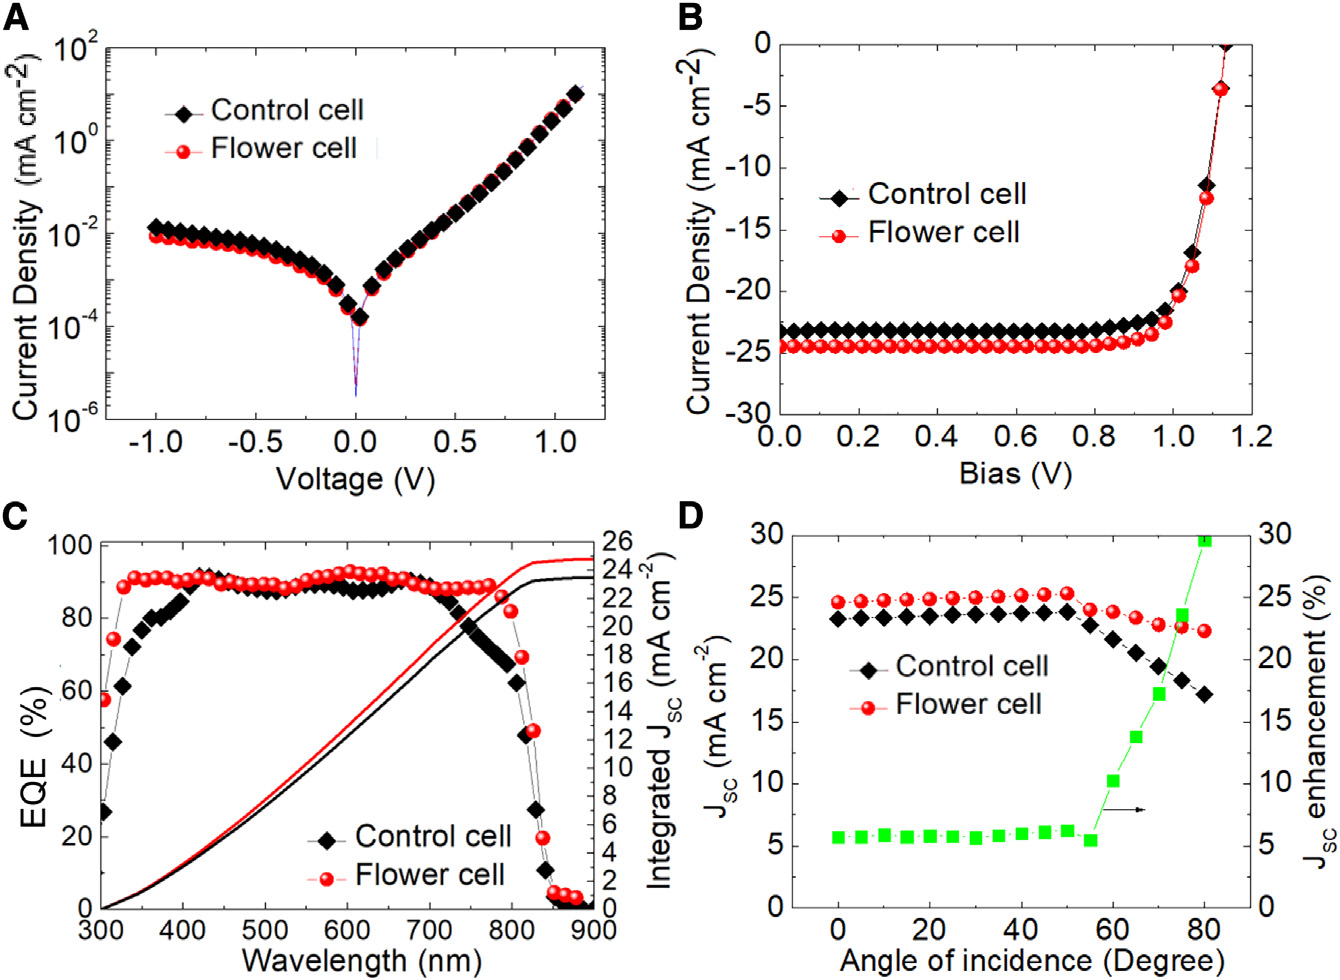 A
Current Density (mA cm-2)
10^2
10^0
10^-2
10^-4
10^-6
Control cell
Flower cell
-1.0 -0.5 0.0 0.5 1.0
Voltage (V)
B
Current Density (mA cm-2)
0
-5
-10
-15
-20
-25
-30
Control cell
Flower cell
0.0 0.2 0.4 0.6 0.8 1.0 1.2
Bias (V)
C
EQE (%)
100
80
60
40
20
0
Control cell
Flower cell
26
24
22
20
18
16
14
12
10
8
6
4
2
0
Integrated J_SC (mA cm^-2)
300 400 500 600 700 800 900
Wavelength (nm)
D
J_SC (mA cm^-2)
30
25
20
15
10
5
0
Control cell
Flower cell
30
25
20
15
10
5
0
J_SC enhancement (%)
0 20 40 60 80
Angle of incidence (Degree)